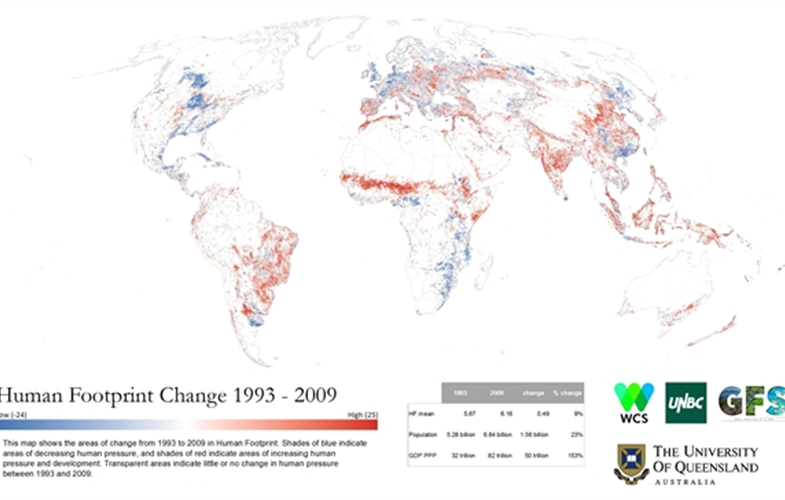 Human Footprint Change 1993 - 2009
ow (-24) High (25)
This map shows the areas of change from 1993 to 2009 in Human Footprint. Shades of blue indicate
areas of decreasing human pressure, and shades of red indicate areas of increasing human
pressure and development. Transparent areas indicate little or no change in human pressure
between 1993 and 2009.
1993 2009 change % change
HF mean 5.67 6.16 0.49 9%
Population 5.28 billion 6.84 billion 1.56 billion 23%
GDP PPP 32 trillion 82 trillion 50 trillion 153%
WCS
UNBC
GFS
THE UNIVERSITY
OF QUEENSLAND
AUSTRALIA